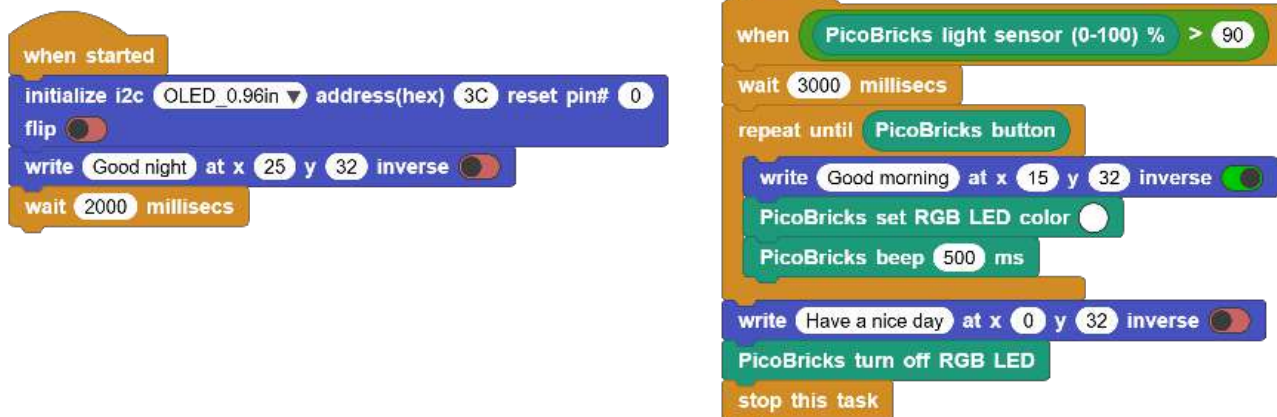 when started
initialize i2c OLED_0.96in address(hex) 3C reset pin# 0
flip
write Good night at x 25 y 32 inverse
wait 2000 millisecs
when PicoBricks light sensor (0-100) % > 90
wait 3000 millisecs
repeat until PicoBricks button
write Good morning at x 15 y 32 inverse
PicoBricks set RGB LED color
PicoBricks beep 500 ms
write Have a nice day at x 0 y 32 inverse
PicoBricks turn off RGB LED
stop this task